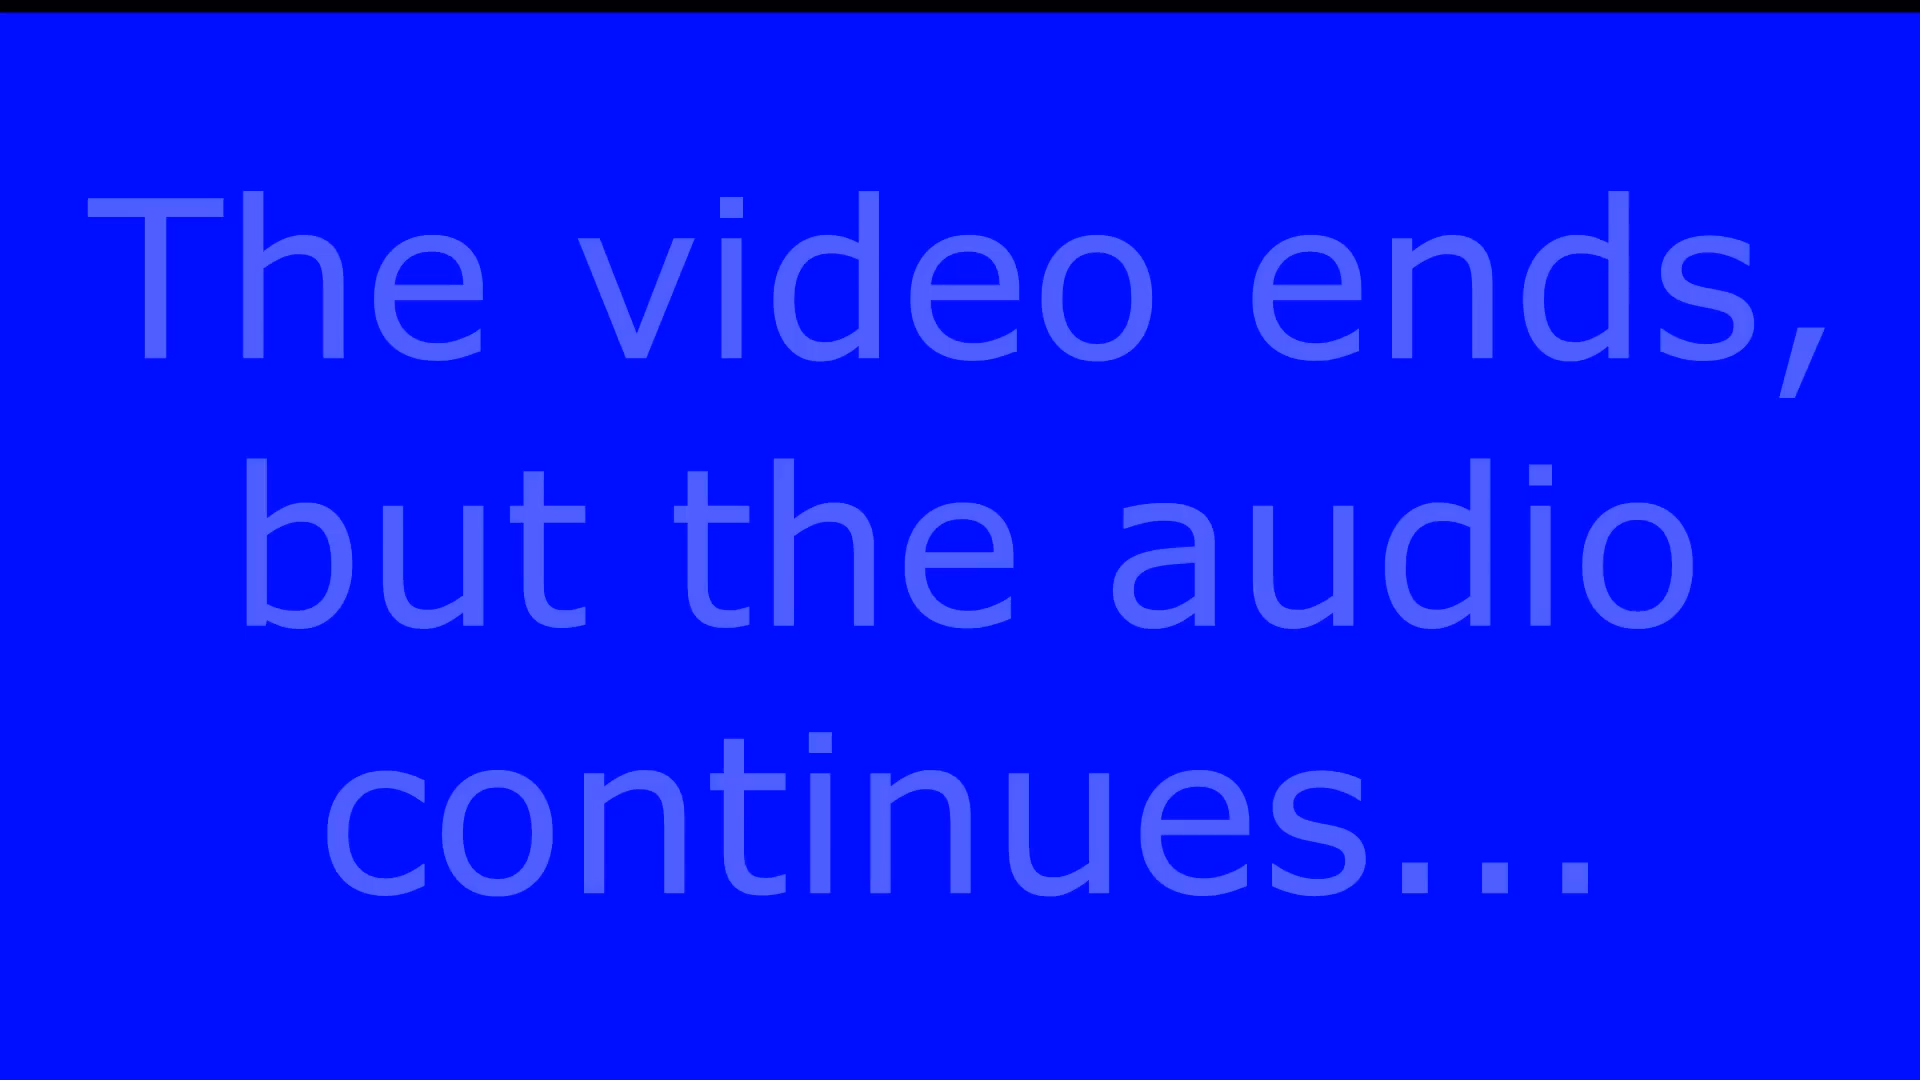 The video ends,
but the audio
continues...